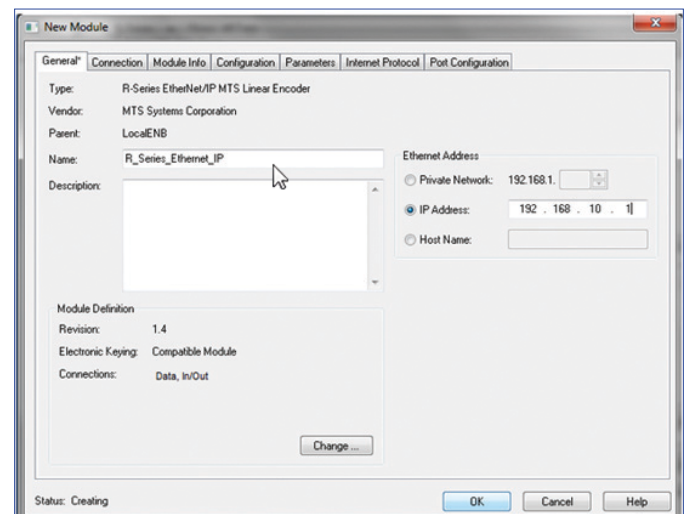 New Module
General* Connection Module Info Configuration Parameters Internet Protocol Port Configuration
Type: R-Series EtherNet/IP MTS Linear Encoder
Vendor: MTS Systems Corporation
Parent: LocalENB
Name: R_Series_Ethernet_IP
Description:
Ethernet Address
Private Network: 192.168.1.
IP Address: 192 . 168 . 10 . 1
Host Name:
Module Definition
Revision: 1.4
Electronic Keying: Compatible Module
Connections: Data, In/Out
Change ...
Status: Creating
OK Cancel Help